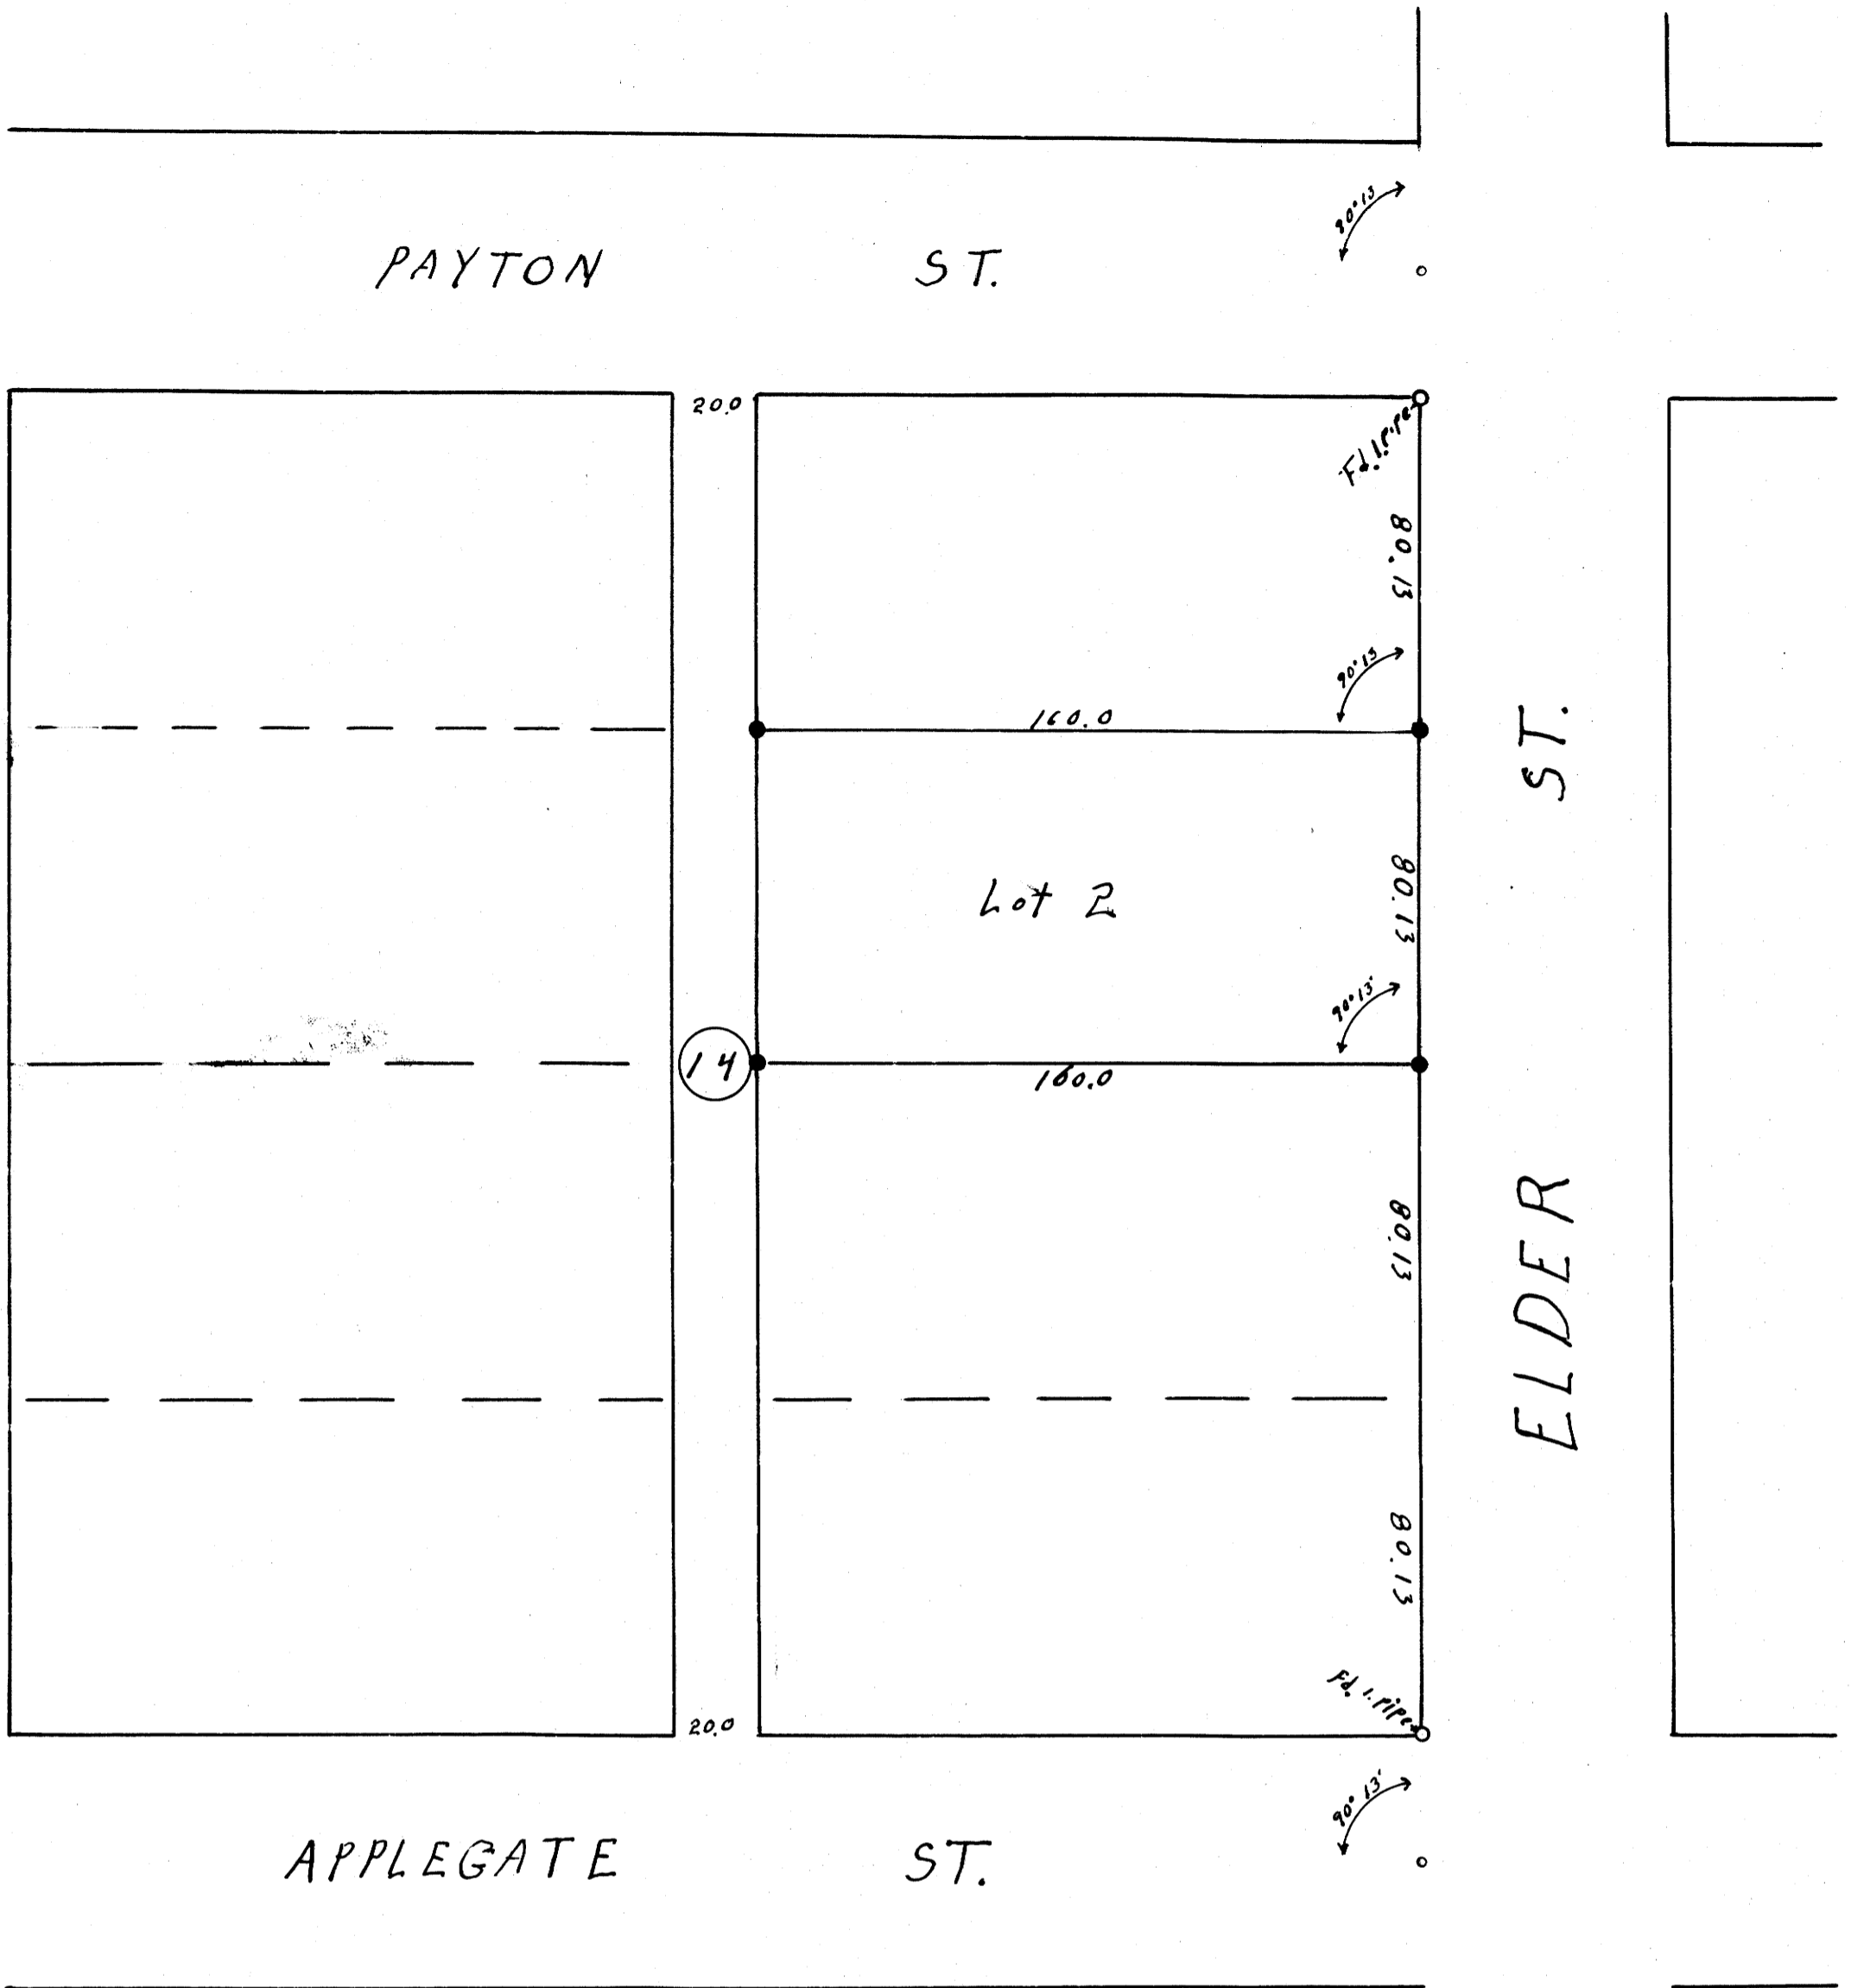 90°13
PAYTON ST.
20.0
Fd. I. Pipe
80.13
90°13
160.0
ST.
80.13
Lot 2
90°13'
14
160.0
80.13
ELDER
80.13
Fd. I. Pipe
20.0
90°13'
APPLEGATE ST.